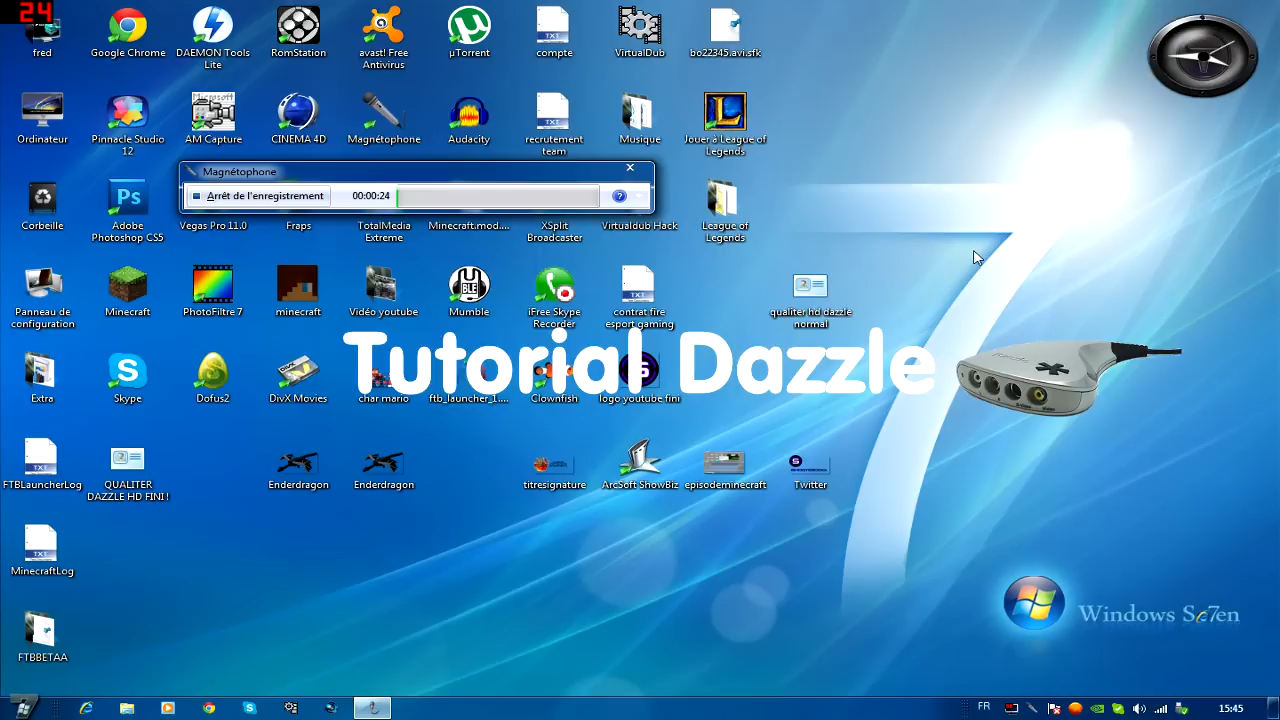 24
fred
Google Chrome
DAEMON Tools
Lite
RomStation
avast! Free
Antivirus
µTorrent
compte
VirtualDub
bo22345.avi.sfk
Ordinateur
Pinnacle Studio
12
Microsoft
AM Capture
CINEMA 4D
Magnétophone
Audacity
recrutement
team
Musique
Jouer à League of
Legends
Magnétophone
Arrêt de l'enregistrement
00:00:24
Corbeille
Adobe
Photoshop CS5
Vegas Pro 11.0
Fraps
TotalMedia
Extreme
Minecraft.mod....
XSplit
Broadcaster
Virtualdub Hack
League of
Legends
Panneau de
configuration
Minecraft
PhotoFiltre 7
minecraft
Vidéo youtube
Mumble
iFree Skype
Recorder
contrat fire
esport gaming
qualiter hd dazzle
normal
Tutorial Dazzle
Extra
Skype
Dofus2
DivX Movies
char mario
ftb_launcher_1....
Clownfish
logo youtube fini
FTBLauncherLog
QUALITER
DAZZLE HD FINI !
Enderdragon
Enderdragon
titresignature
ArcSoft ShowBiz
episodeminecraft
Twitter
MinecraftLog
FTBBETAA
Windows Se7en
FR
15:45